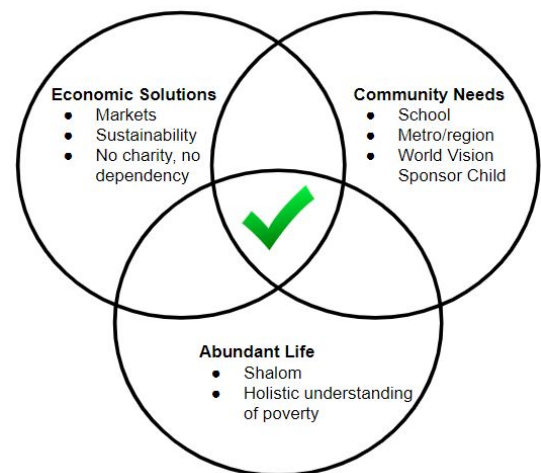 Economic Solutions
● Markets
● Sustainability
● No charity, no
dependency
Community Needs
● School
● Metro/region
● World Vision
Sponsor Child
Abundant Life
● Shalom
● Holistic understanding
of poverty